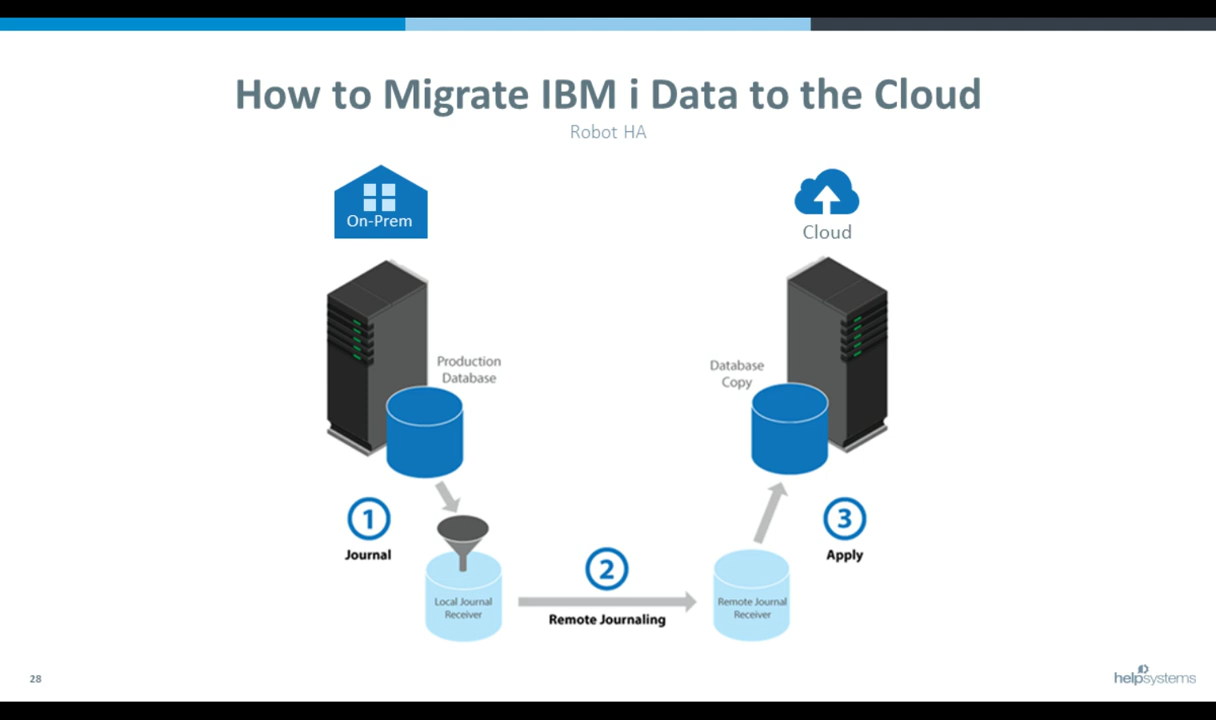 How to Migrate IBM i Data to the Cloud
Robot HA
On-Prem
Cloud
Production
Database
Database
Copy
1
Journal
2
Remote Journaling
3
Apply
Local Journal
Receiver
Remote Journal
Receiver
28
helpsystems